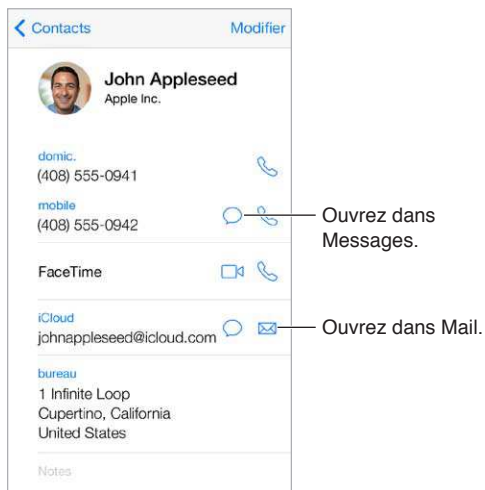 Contacts
Modifier
John Appleseed
Apple Inc.
domic.
(408) 555-0941
mobile
(408) 555-0942
Ouvrez dans
Messages.
FaceTime
iCloud
johnappleseed@icloud.com
Ouvrez dans Mail.
bureau
1 Infinite Loop
Cupertino, California
United States
Notes